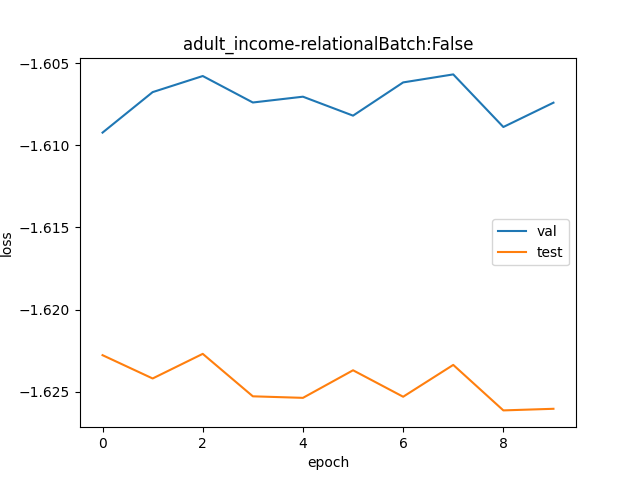 adult_income-relationalBatch:False
−1.605
−1.610
−1.615
−1.620
−1.625
loss
val
test
0 2 4 6 8
epoch